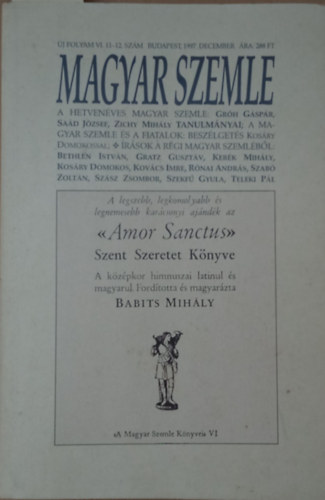 ÚJ FOLYAM VI. 11-12. SZÁM. BUDAPEST, 1997. DECEMBER. ÁRA: 200 FT
MAGYAR SZEMLE
A HETVENÉVES MAGYAR SZEMLE: GRÓH GÁSPÁR,
SAÁD JÓZSEF, ZICHY MIHÁLY TANULMÁNYAI; A MA-
GYAR SZEMLE ÉS A HATALOM: BESZÉLGETÉS KOSÁRY
DOMOKOSSAL; ÍRÁSOK A RÉGI MAGYAR SZEMLÉBŐL:
BETHLEN ISTVÁN, GRATZ GUSZTÁV, KERÉK MIHÁLY,
KOSÁRY DOMOKOS, KOVÁCS IMRE, RÓNAI ANDRÁS, SZABÓ
ZOLTÁN, SZÁSZ ZSOMBOR, SZEKFŰ GYULA, TELEKI PÁL
A legszebb, legkomolyabb és
legnemesebb karácsonyi ajándék az
«Amor Sanctus»
Szent Szeretet Könyve
A középkor himnuszai latinul és
magyarul. Fordította és magyarázta
BABITS MIHÁLY
«A Magyar Szemle Könyvei» VI